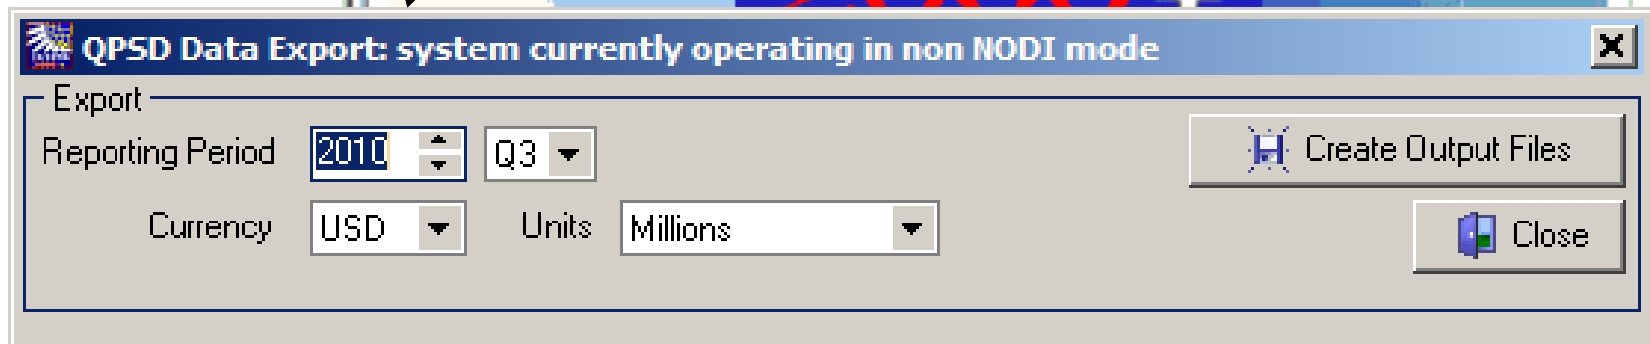 QPSD Data Export: system currently operating in non NODI mode
Export
Reporting Period 2010 Q3 Create Output Files
Currency USD Units Millions Close